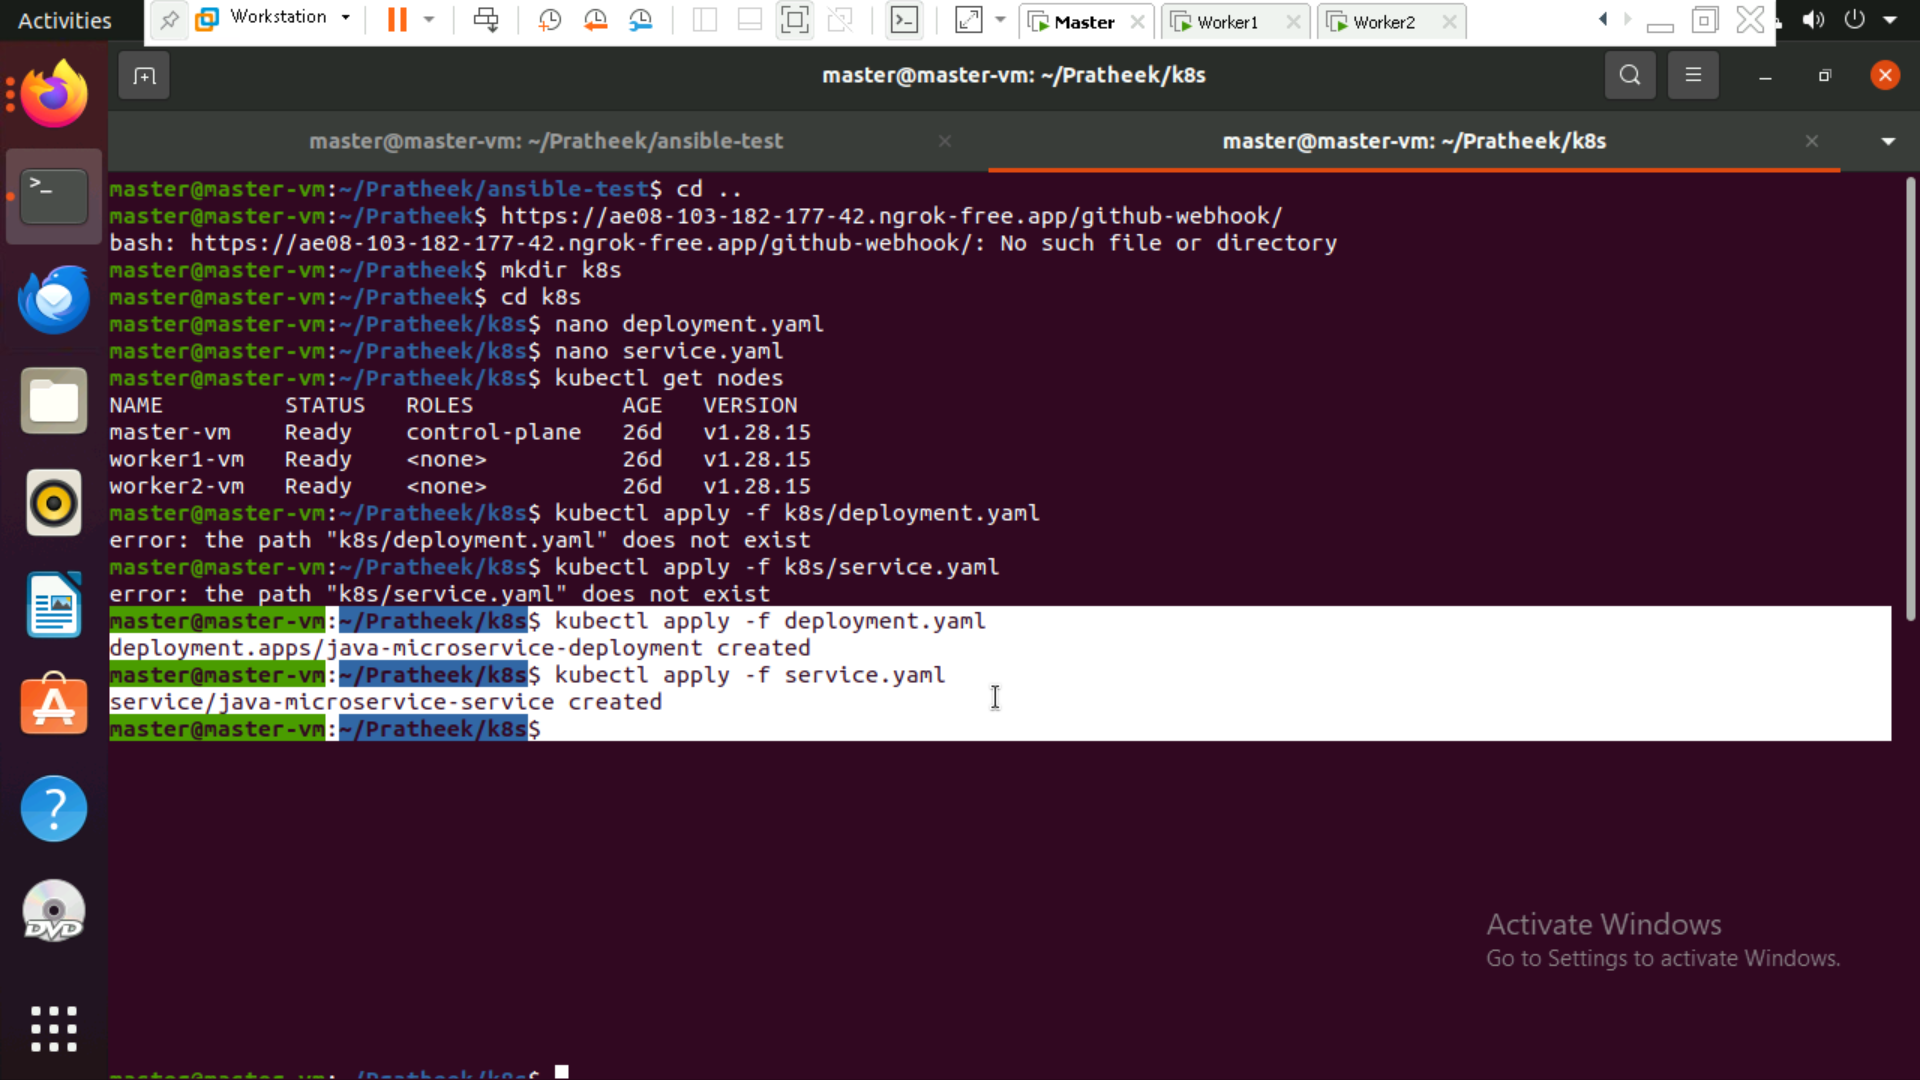 Activities
Workstation
Master
Worker1
Worker2
master@master-vm: ~/Pratheek/k8s
master@master-vm: ~/Pratheek/ansible-test
master@master-vm: ~/Pratheek/k8s
master@master-vm:~/Pratheek/ansible-test$ cd ..
master@master-vm:~/Pratheek$ https://ae08-103-182-177-42.ngrok-free.app/github-webhook/
bash: https://ae08-103-182-177-42.ngrok-free.app/github-webhook/: No such file or directory
master@master-vm:~/Pratheek$ mkdir k8s
master@master-vm:~/Pratheek$ cd k8s
master@master-vm:~/Pratheek/k8s$ nano deployment.yaml
master@master-vm:~/Pratheek/k8s$ nano service.yaml
master@master-vm:~/Pratheek/k8s$ kubectl get nodes
NAME STATUS ROLES AGE VERSION
master-vm Ready control-plane 26d v1.28.15
worker1-vm Ready <none> 26d v1.28.15
worker2-vm Ready <none> 26d v1.28.15
master@master-vm:~/Pratheek/k8s$ kubectl apply -f k8s/deployment.yaml
error: the path "k8s/deployment.yaml" does not exist
master@master-vm:~/Pratheek/k8s$ kubectl apply -f k8s/service.yaml
error: the path "k8s/service.yaml" does not exist
master@master-vm:~/Pratheek/k8s$ kubectl apply -f deployment.yaml
deployment.apps/java-microservice-deployment created
master@master-vm:~/Pratheek/k8s$ kubectl apply -f service.yaml
service/java-microservice-service created
master@master-vm:~/Pratheek/k8s$
DVD
Activate Windows
Go to Settings to activate Windows.